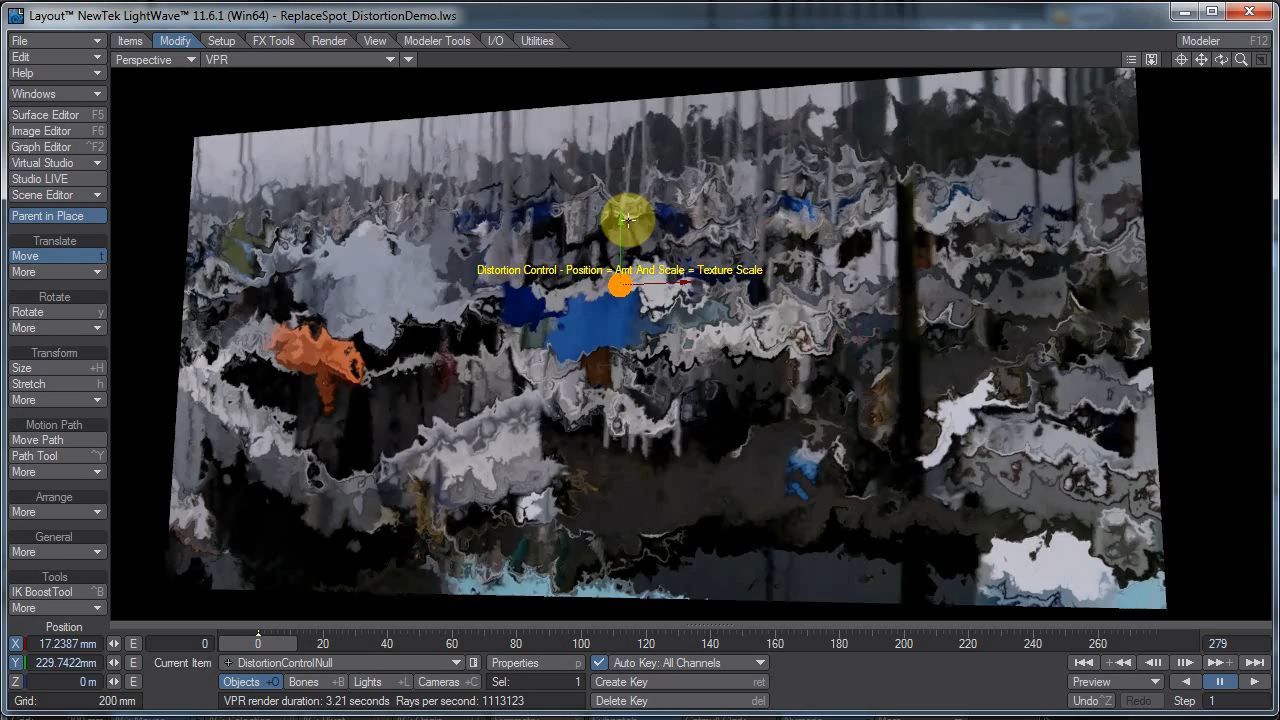 Layout™ NewTek LightWave™ 11.6.1 (Win64) - ReplaceSpot_DistortionDemo.lws
File
Items Modify Setup FX Tools Render View Modeler Tools I/O Utilities
Modeler F12
Edit
Perspective VPR
Help
Windows
Surface Editor F5
Image Editor F6
Graph Editor ^F2
Virtual Studio
Studio LIVE
Scene Editor
Parent in Place
Translate
Move t
More
Rotate
Rotate y
More
Transform
Size +H
Stretch h
More
Motion Path
Move Path
Path Tool ^Y
More
Arrange
More
General
More
Tools
IK BoostTool ^B
More
Distortion Control - Position = Amt And Scale = Texture Scale
Position
X 17.2387 mm E 0 0 20 40 60 80 100 120 140 160 180 200 220 240 260 279
Y 229.7422mm E Current Item DistortionControlNull Properties p Auto Key: All Channels
Z 0 m E Objects +O Bones +B Lights +L Cameras +C Sel: 1 Create Key ret Preview
Grid: 200 mm VPR render duration: 3.21 seconds Rays per second: 1113123 Delete Key del Undo ^Z Redo Step 1